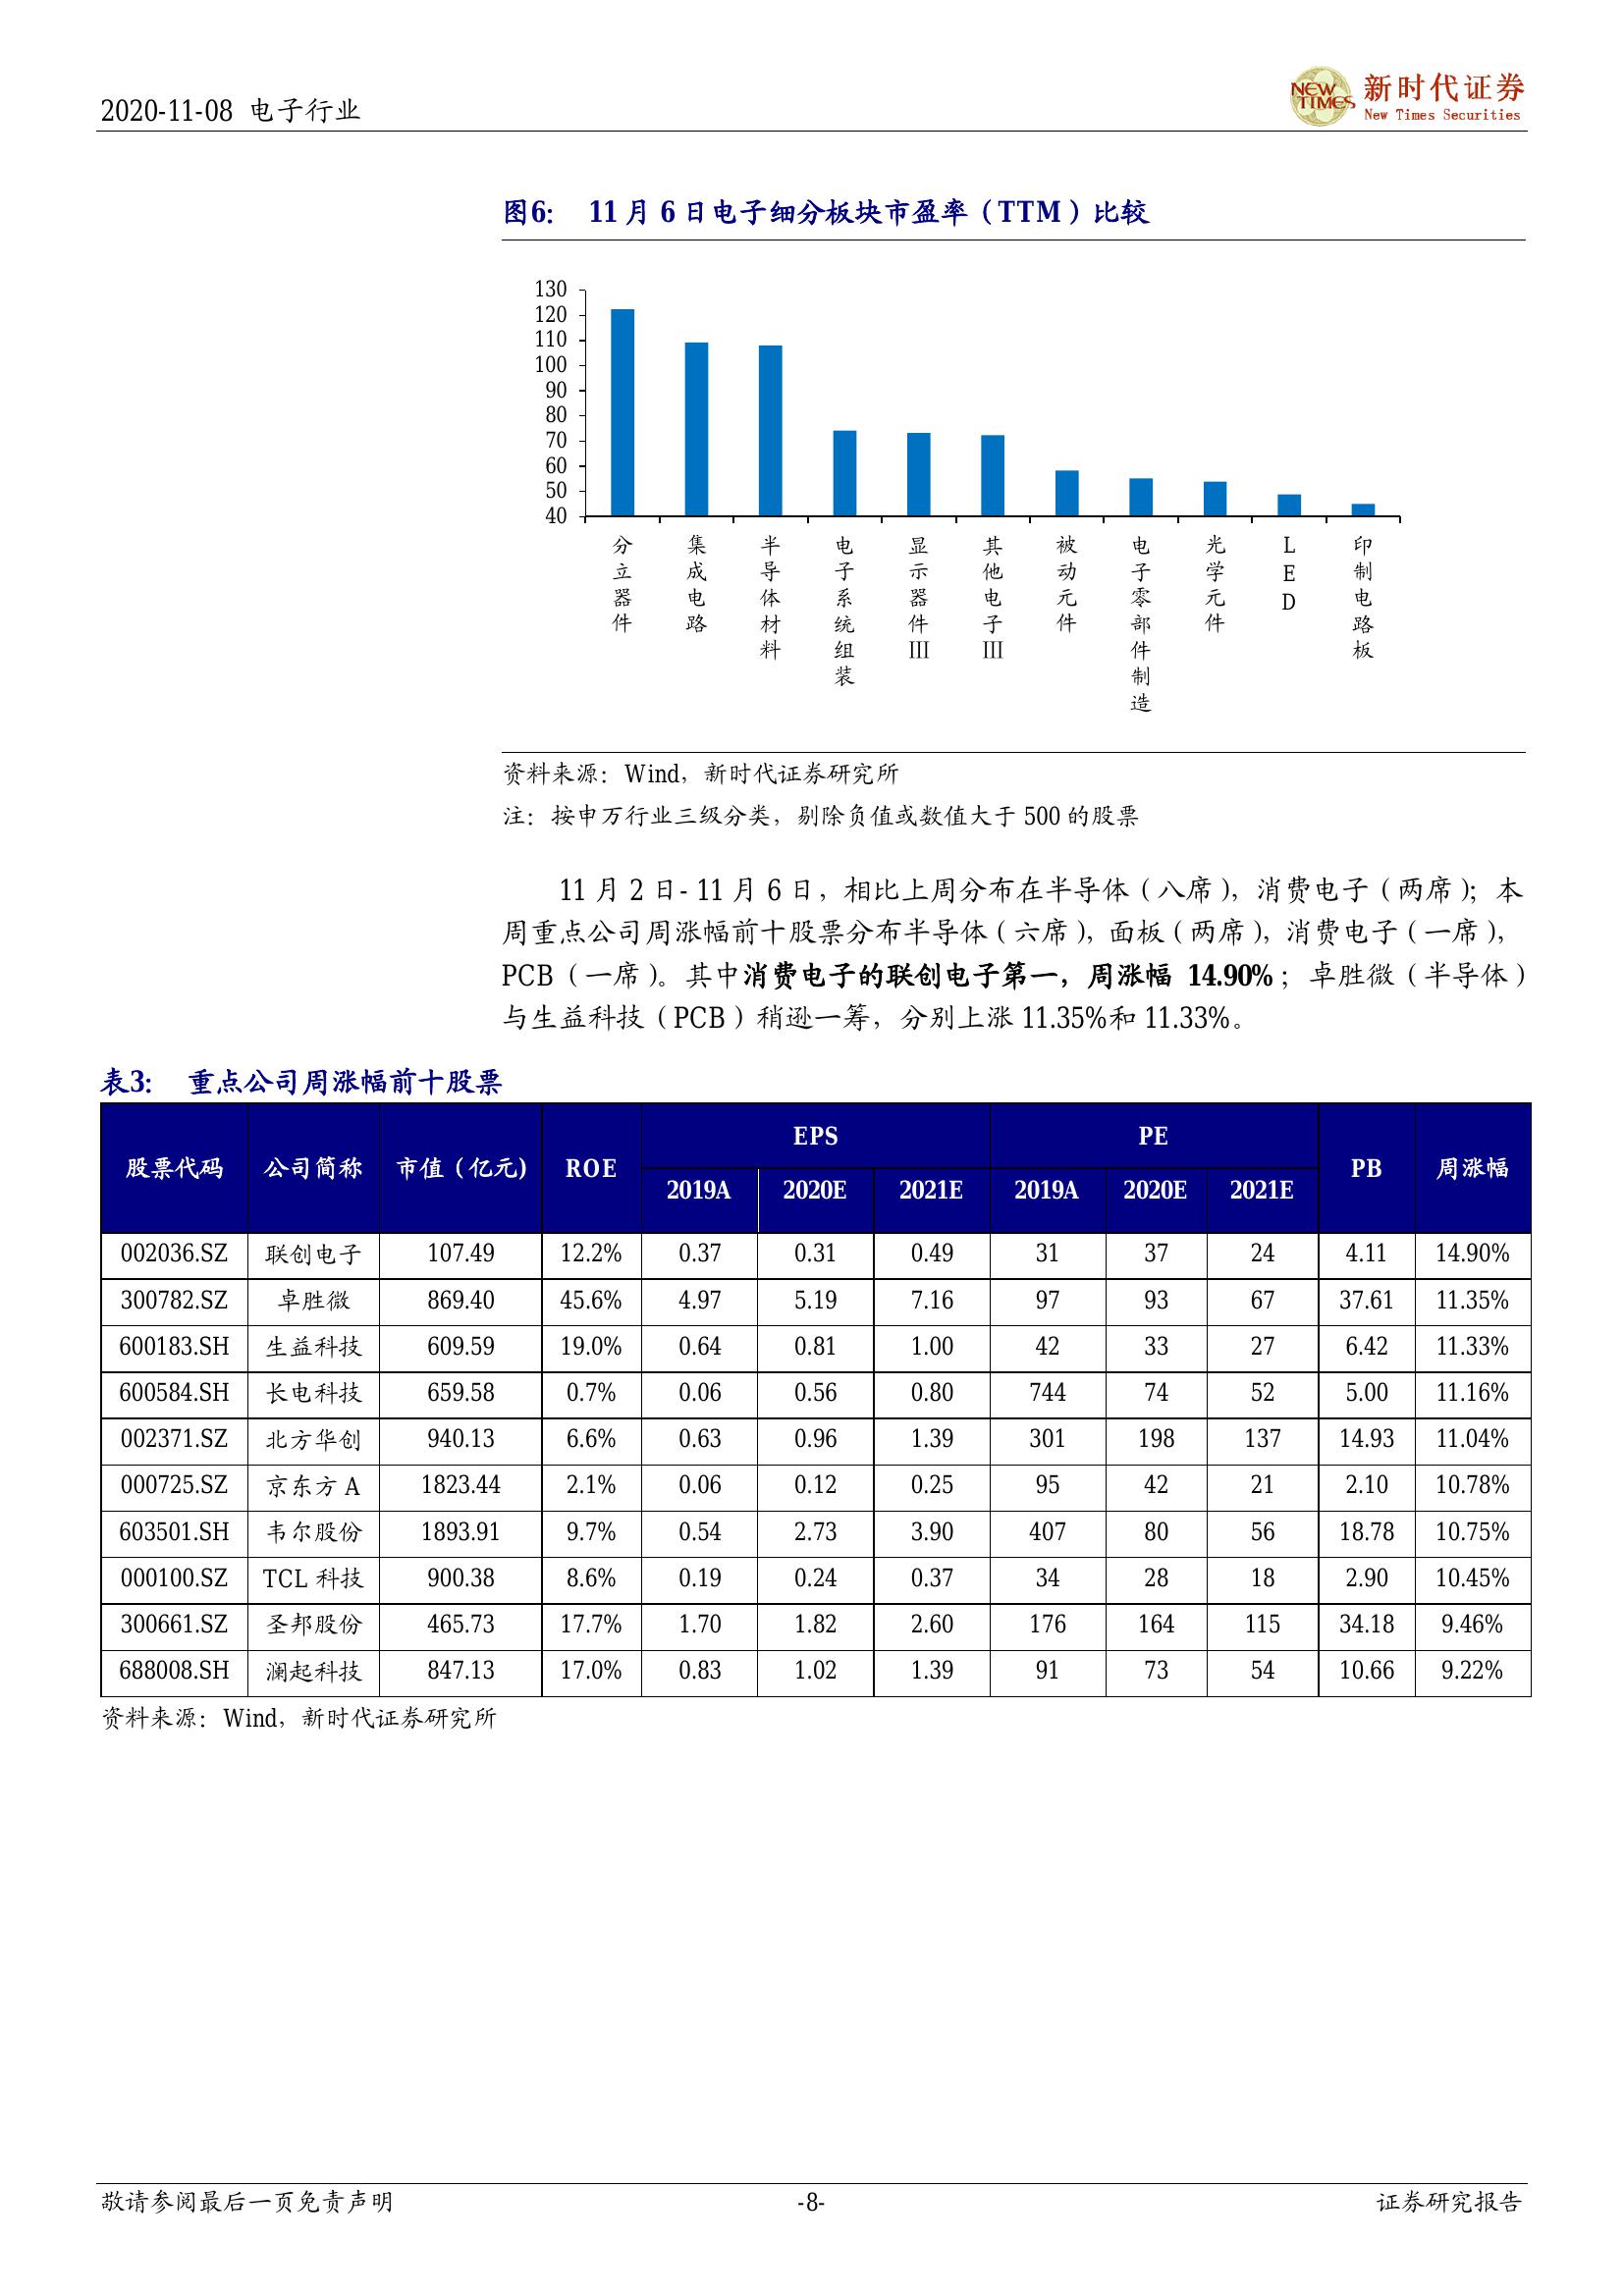 2020-11-08 电子行业
NEW TIMES 新时代证券
New Times Securities
图6: 11 月 6 日电子细分板块市盈率（TTM）比较
130
120
110
100
90
80
70
60
50
40
分立器件
集成电路
半导体材料
电子系统组装
显示器件III
其他电子III
被动元件
电子零部件制造
光学元件
LED
印制电路板
资料来源：Wind，新时代证券研究所
注：按申万行业三级分类，剔除负值或数值大于 500 的股票
11 月 2 日- 11 月 6 日，相比上周分布在半导体（八席），消费电子（两席）；本
周重点公司周涨幅前十股票分布半导体（六席），面板（两席），消费电子（一席），
PCB（一席）。其中消费电子的联创电子第一，周涨幅 14.90%；卓胜微（半导体）
与生益科技（PCB）稍逊一筹，分别上涨 11.35%和 11.33%。
表3: 重点公司周涨幅前十股票
股票代码 公司简称 市值（亿元) ROE EPS PE PB 周涨幅
2019A 2020E 2021E 2019A 2020E 2021E
002036.SZ 联创电子 107.49 12.2% 0.37 0.31 0.49 31 37 24 4.11 14.90%
300782.SZ 卓胜微 869.40 45.6% 4.97 5.19 7.16 97 93 67 37.61 11.35%
600183.SH 生益科技 609.59 19.0% 0.64 0.81 1.00 42 33 27 6.42 11.33%
600584.SH 长电科技 659.58 0.7% 0.06 0.56 0.80 744 74 52 5.00 11.16%
002371.SZ 北方华创 940.13 6.6% 0.63 0.96 1.39 301 198 137 14.93 11.04%
000725.SZ 京东方 A 1823.44 2.1% 0.06 0.12 0.25 95 42 21 2.10 10.78%
603501.SH 韦尔股份 1893.91 9.7% 0.54 2.73 3.90 407 80 56 18.78 10.75%
000100.SZ TCL 科技 900.38 8.6% 0.19 0.24 0.37 34 28 18 2.90 10.45%
300661.SZ 圣邦股份 465.73 17.7% 1.70 1.82 2.60 176 164 115 34.18 9.46%
688008.SH 澜起科技 847.13 17.0% 0.83 1.02 1.39 91 73 54 10.66 9.22%
资料来源：Wind，新时代证券研究所
敬请参阅最后一页免责声明 -8- 证券研究报告